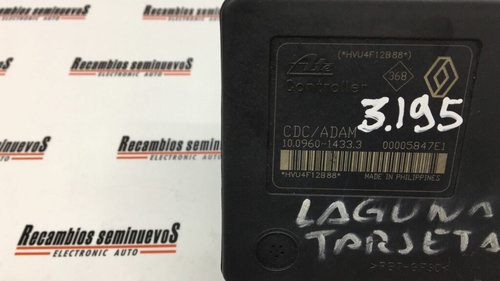 Recambios seminuevoS
ELECTRONIC AUTO
Recambios seminuevoS
ELECTRONIC AUTO
Recambios seminuevoS
ELECTRONIC AUTO
Recambios seminuevoS
ELECTRONIC AUTO
(*HVU4F12B88*)
Ate
Controller
368
CDC/ADAM
3.195
10.0960-1433.3 00005847E1
*HVU4F12B88*
MADE IN PHILIPPINES
LAGUNA
TARJETA